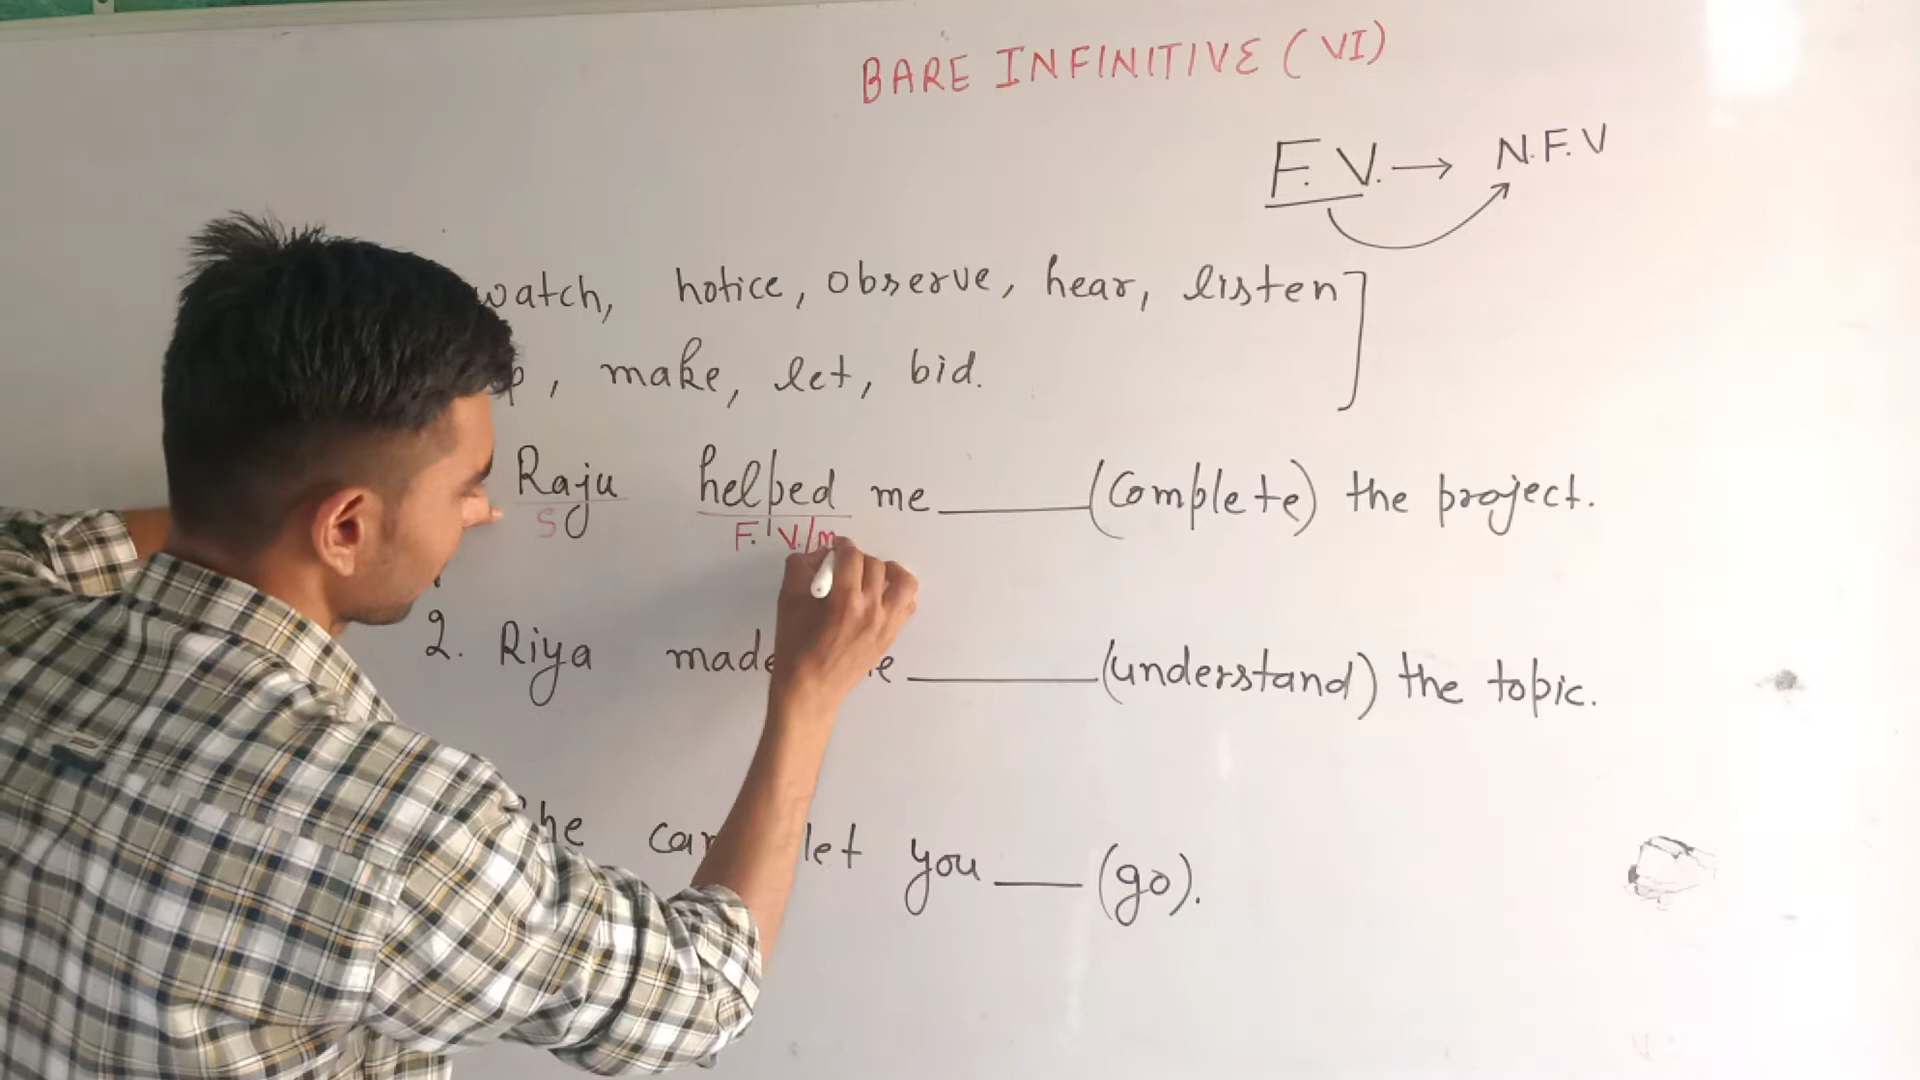 BARE INFINITIVE (VI)
F.V. → N.F.V
watch, notice, observe, hear, listen
, make, let, bid.
Raju helped me ______ (Complete) the project.
S F.V./m
2. Riya made ______ (understand) the topic.
let you ___ (go).